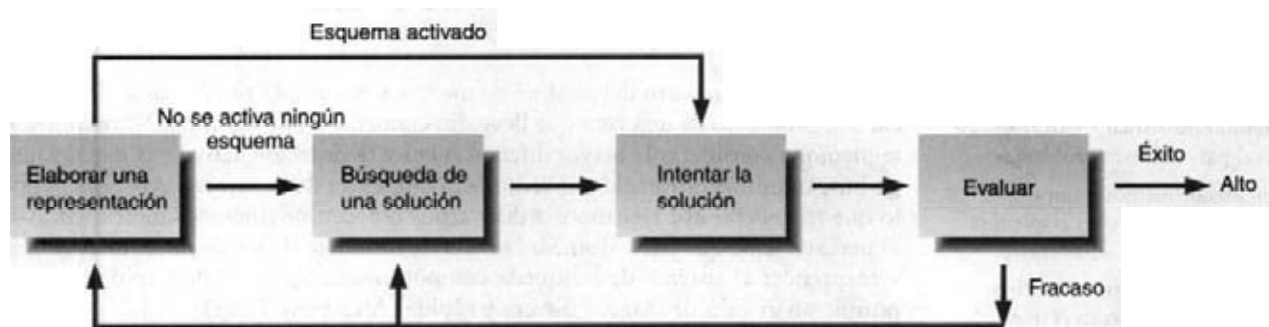 Esquema activado
No se activa ningún
esquema
Elaborar una
representación
Búsqueda de
una solución
Intentar la
solución
Evaluar
Éxito
Alto
Fracaso